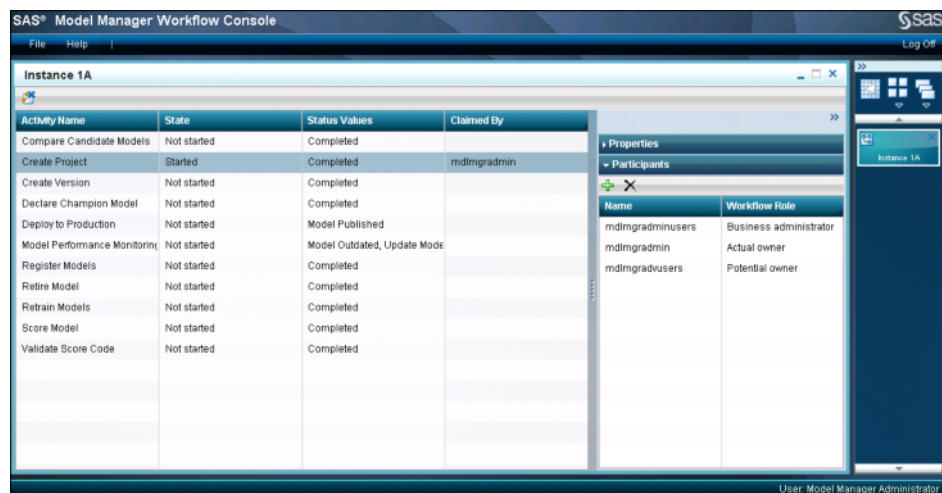 SAS® Model Manager Workflow Console
sas
File Help |
Log Off
Instance 1A
Activity Name State Status Values Claimed By
Compare Candidate Models Not started Completed
Create Project Started Completed mdlmgradmin
Create Version Not started Completed
Declare Champion Model Not started Completed
Deploy to Production Not started Model Published
Model Performance Monitoring Not started Model Outdated, Update Mode
Register Models Not started Completed
Retire Model Not started Completed
Retrain Models Not started Completed
Score Model Not started Completed
Validate Score Code Not started Completed
Properties
Participants
Name Workflow Role
mdlmgradminusers Business administrator
mdlmgradmin Actual owner
mdlmgradvusers Potential owner
Instance 1A
User: Model Manager Administrator